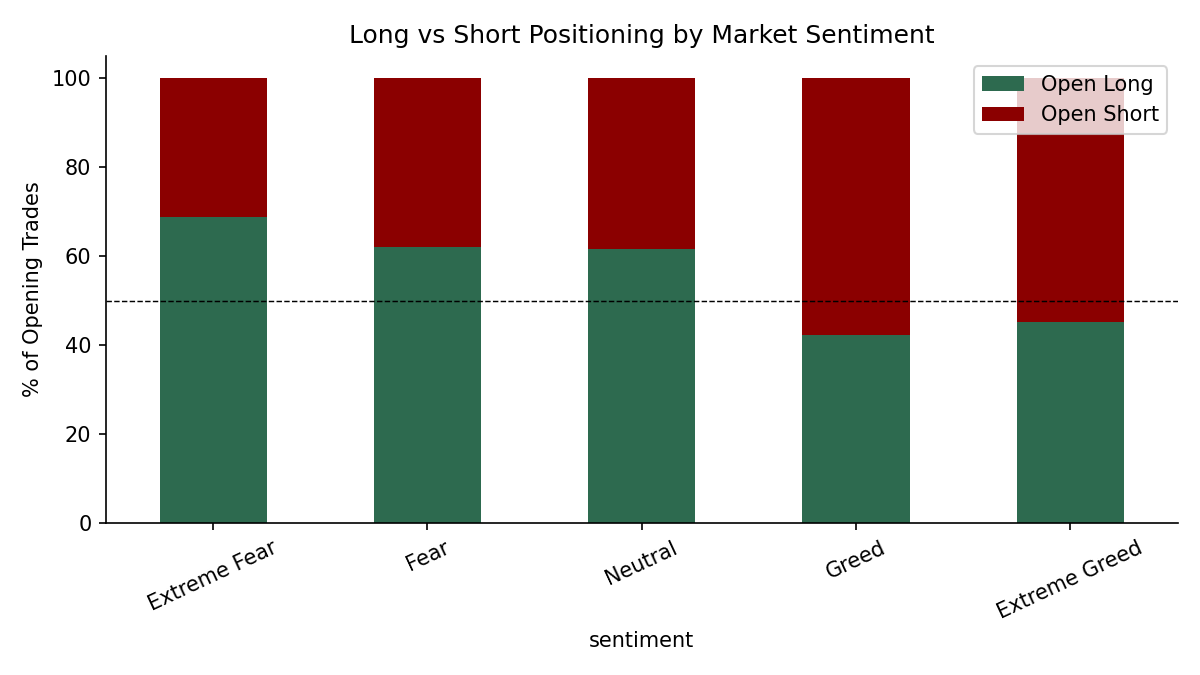 Long vs Short Positioning by Market Sentiment
Open Long
Open Short
% of Opening Trades
100
80
60
40
20
0
Extreme Fear
Fear
Neutral
Greed
Extreme Greed
sentiment